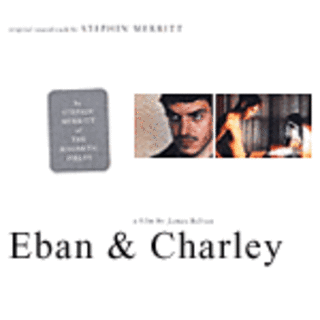 original soundtrack by STEPHIN MERRITT
by
STEPHIN
MERRITT
of
THE
MAGNETIC
FIELDS
a film by James Bolton
Eban & Charley